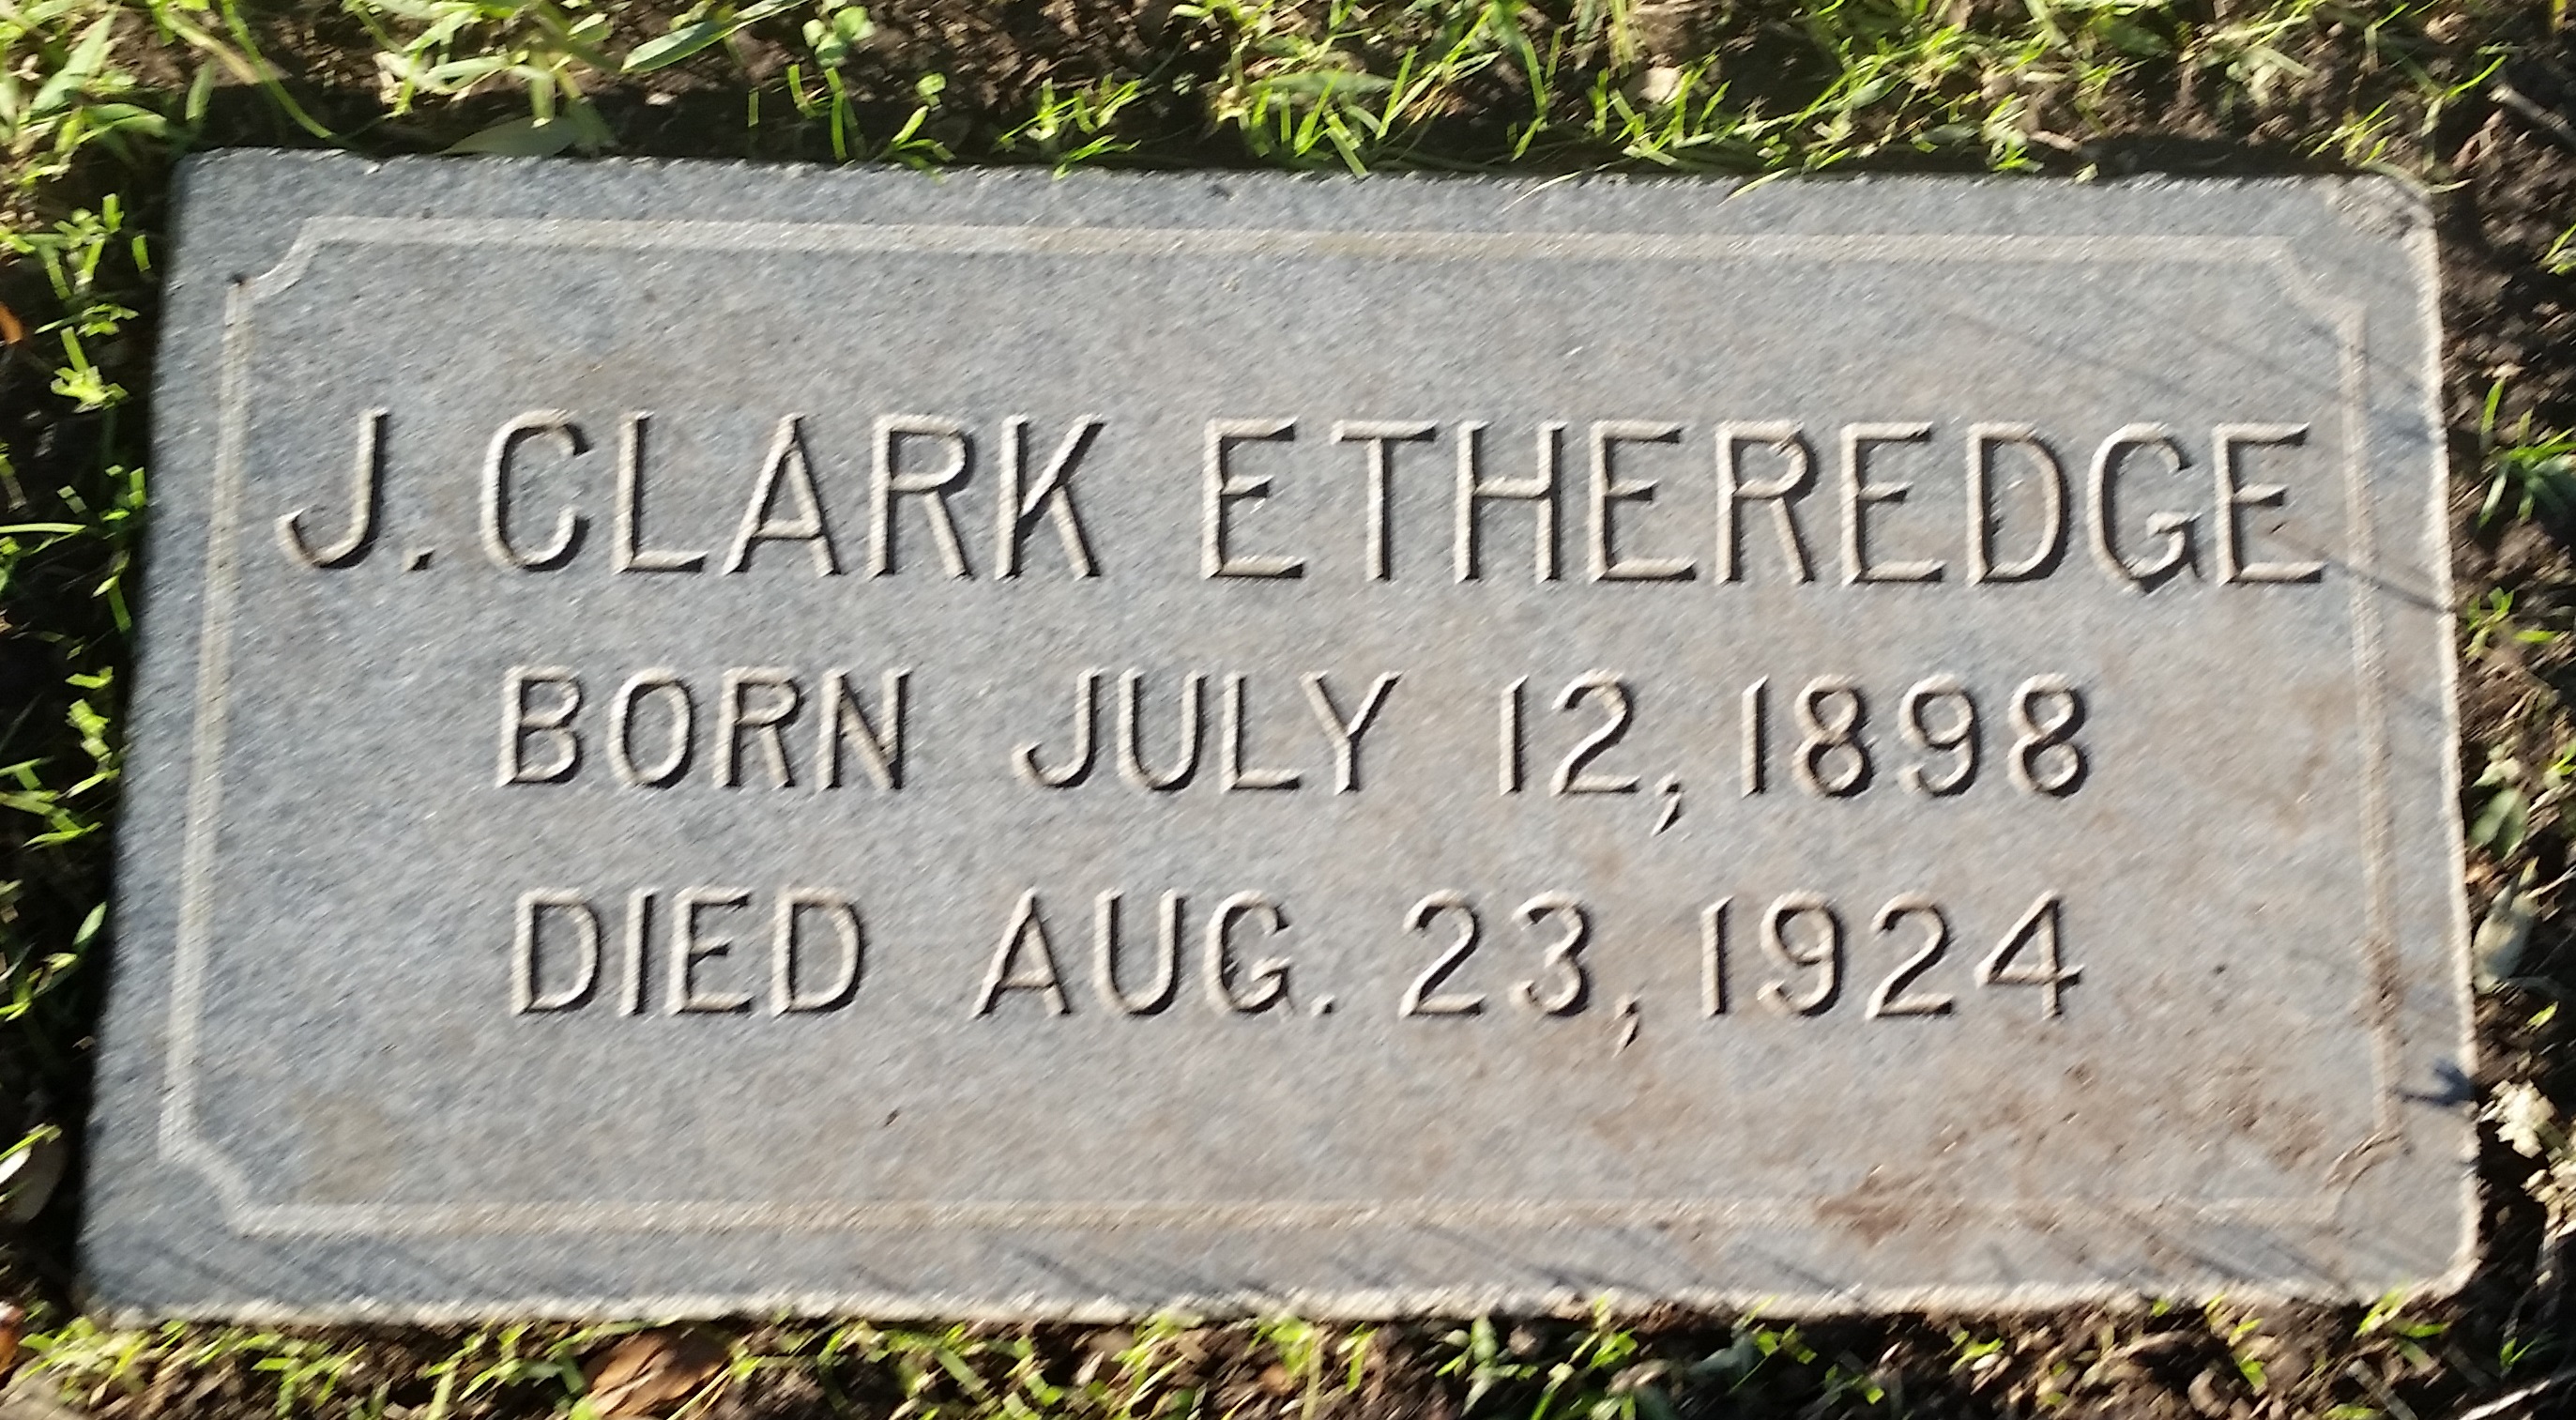 J. CLARK ETHEREDGE
BORN JULY 12, 1898
DIED AUG. 23, 1924